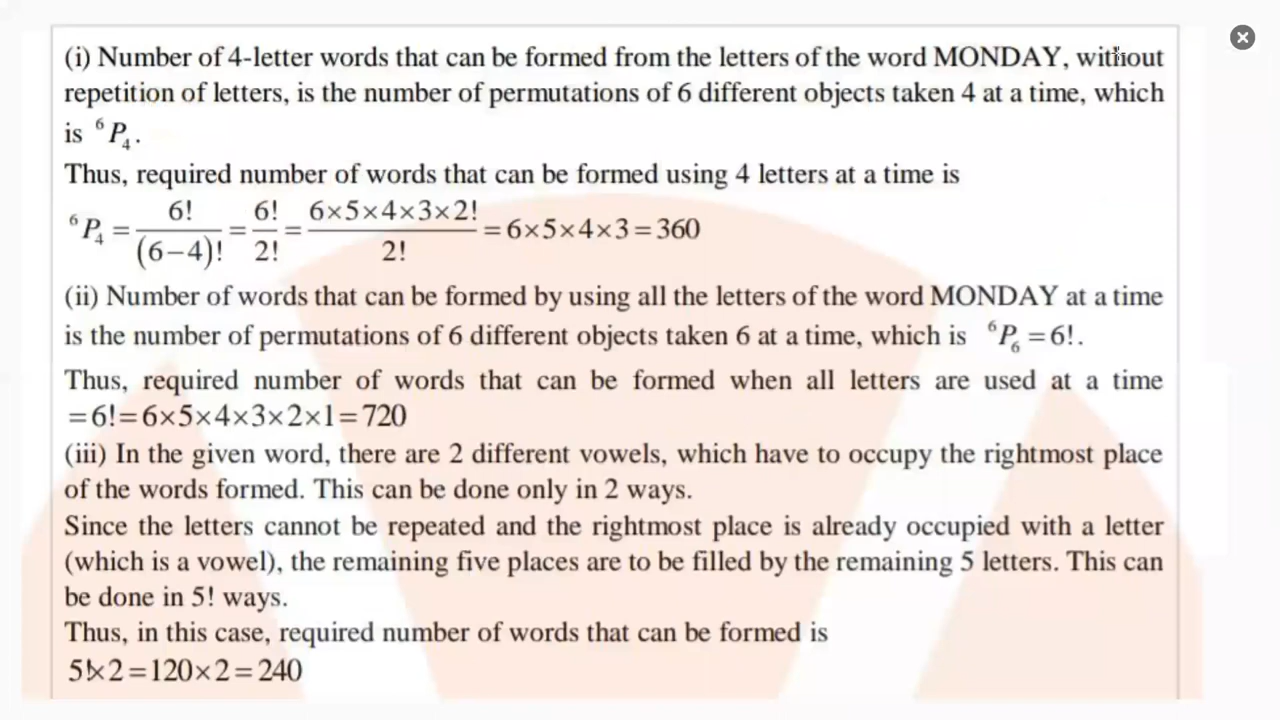 (i) Number of 4-letter words that can be formed from the letters of the word MONDAY, without
repetition of letters, is the number of permutations of 6 different objects taken 4 at a time, which
is ⁶P₄.
Thus, required number of words that can be formed using 4 letters at a time is
⁶P₄ = 6!/(6−4)! = 6!/2! = 6×5×4×3×2!/2! = 6×5×4×3 = 360
(ii) Number of words that can be formed by using all the letters of the word MONDAY at a time
is the number of permutations of 6 different objects taken 6 at a time, which is ⁶P₆ = 6!.
Thus, required number of words that can be formed when all letters are used at a time
= 6! = 6×5×4×3×2×1 = 720
(iii) In the given word, there are 2 different vowels, which have to occupy the rightmost place
of the words formed. This can be done only in 2 ways.
Since the letters cannot be repeated and the rightmost place is already occupied with a letter
(which is a vowel), the remaining five places are to be filled by the remaining 5 letters. This can
be done in 5! ways.
Thus, in this case, required number of words that can be formed is
5!×2 = 120×2 = 240